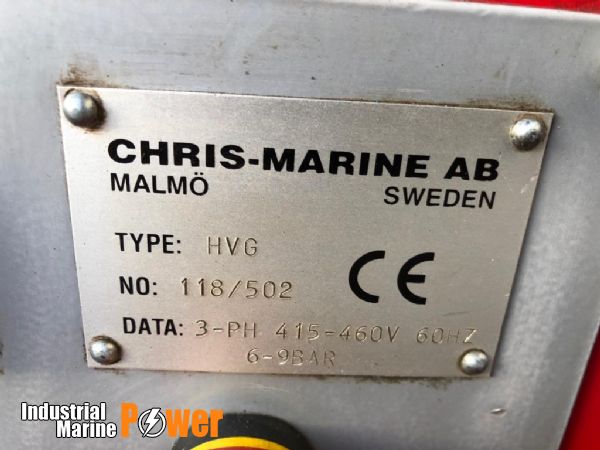 CHRIS-MARINE AB
MALMÖ SWEDEN
TYPE: HVG
NO: 118/502
CE
DATA: 3-PH 415-460V 60HZ
6-9BAR
Industrial
Marine Power